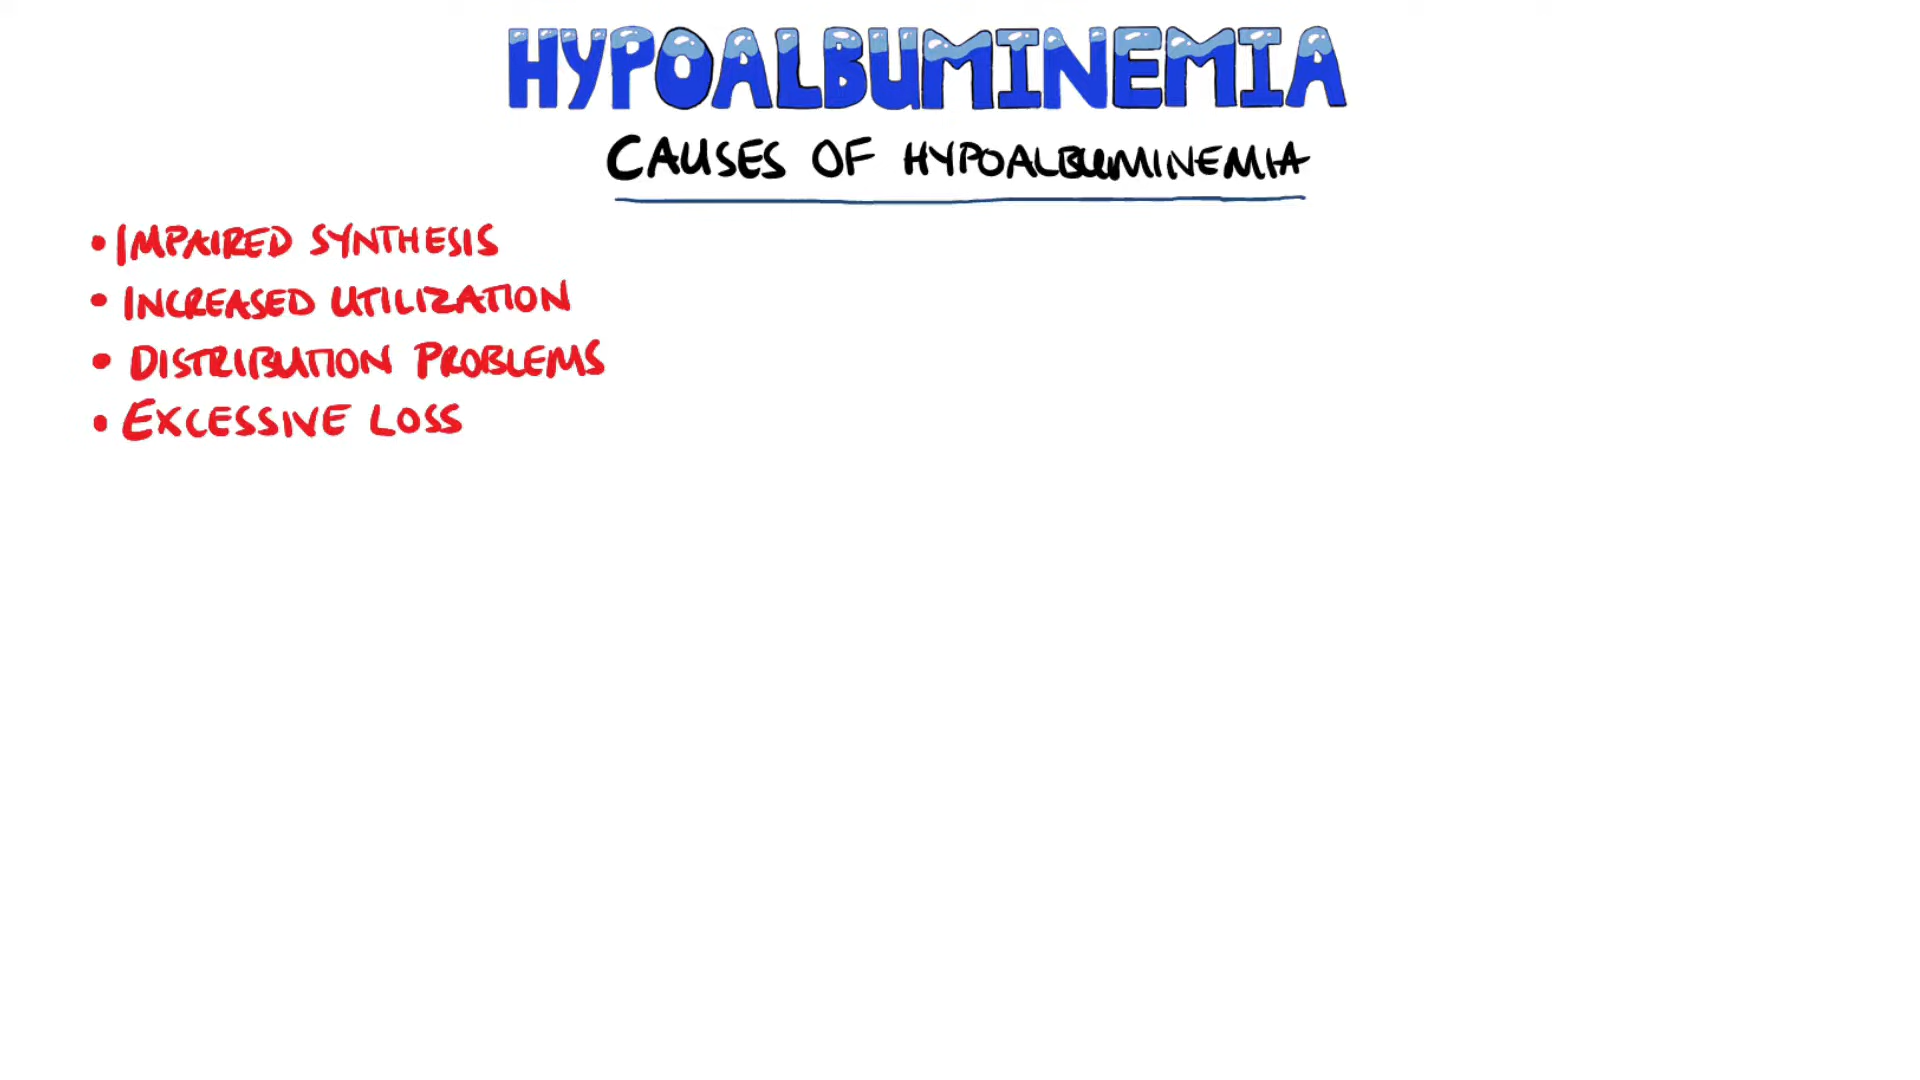 HYPOALBUMINEMIA
CAUSES OF HYPOALBUMINEMIA
• IMPAIRED SYNTHESIS
• INCREASED UTILIZATION
• DISTRIBUTION PROBLEMS
• EXCESSIVE LOSS